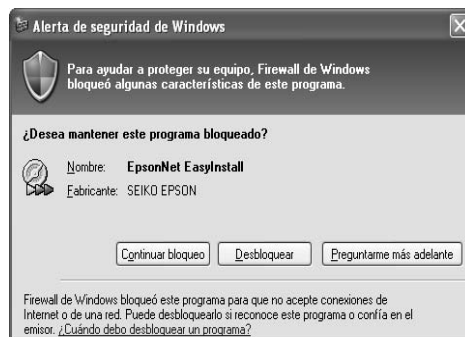 Alerta de seguridad de Windows
Para ayudar a proteger su equipo, Firewall de Windows
bloqueó algunas características de este programa.
¿Desea mantener este programa bloqueado?
Nombre: EpsonNet EasyInstall
Fabricante: SEIKO EPSON
Continuar bloqueo Desbloquear Preguntarme más adelante
Firewall de Windows bloqueó este programa para que no acepte conexiones de
Internet o de una red. Puede desbloquearlo si reconoce este programa o confía en el
emisor. ¿Cuándo debo desbloquear un programa?